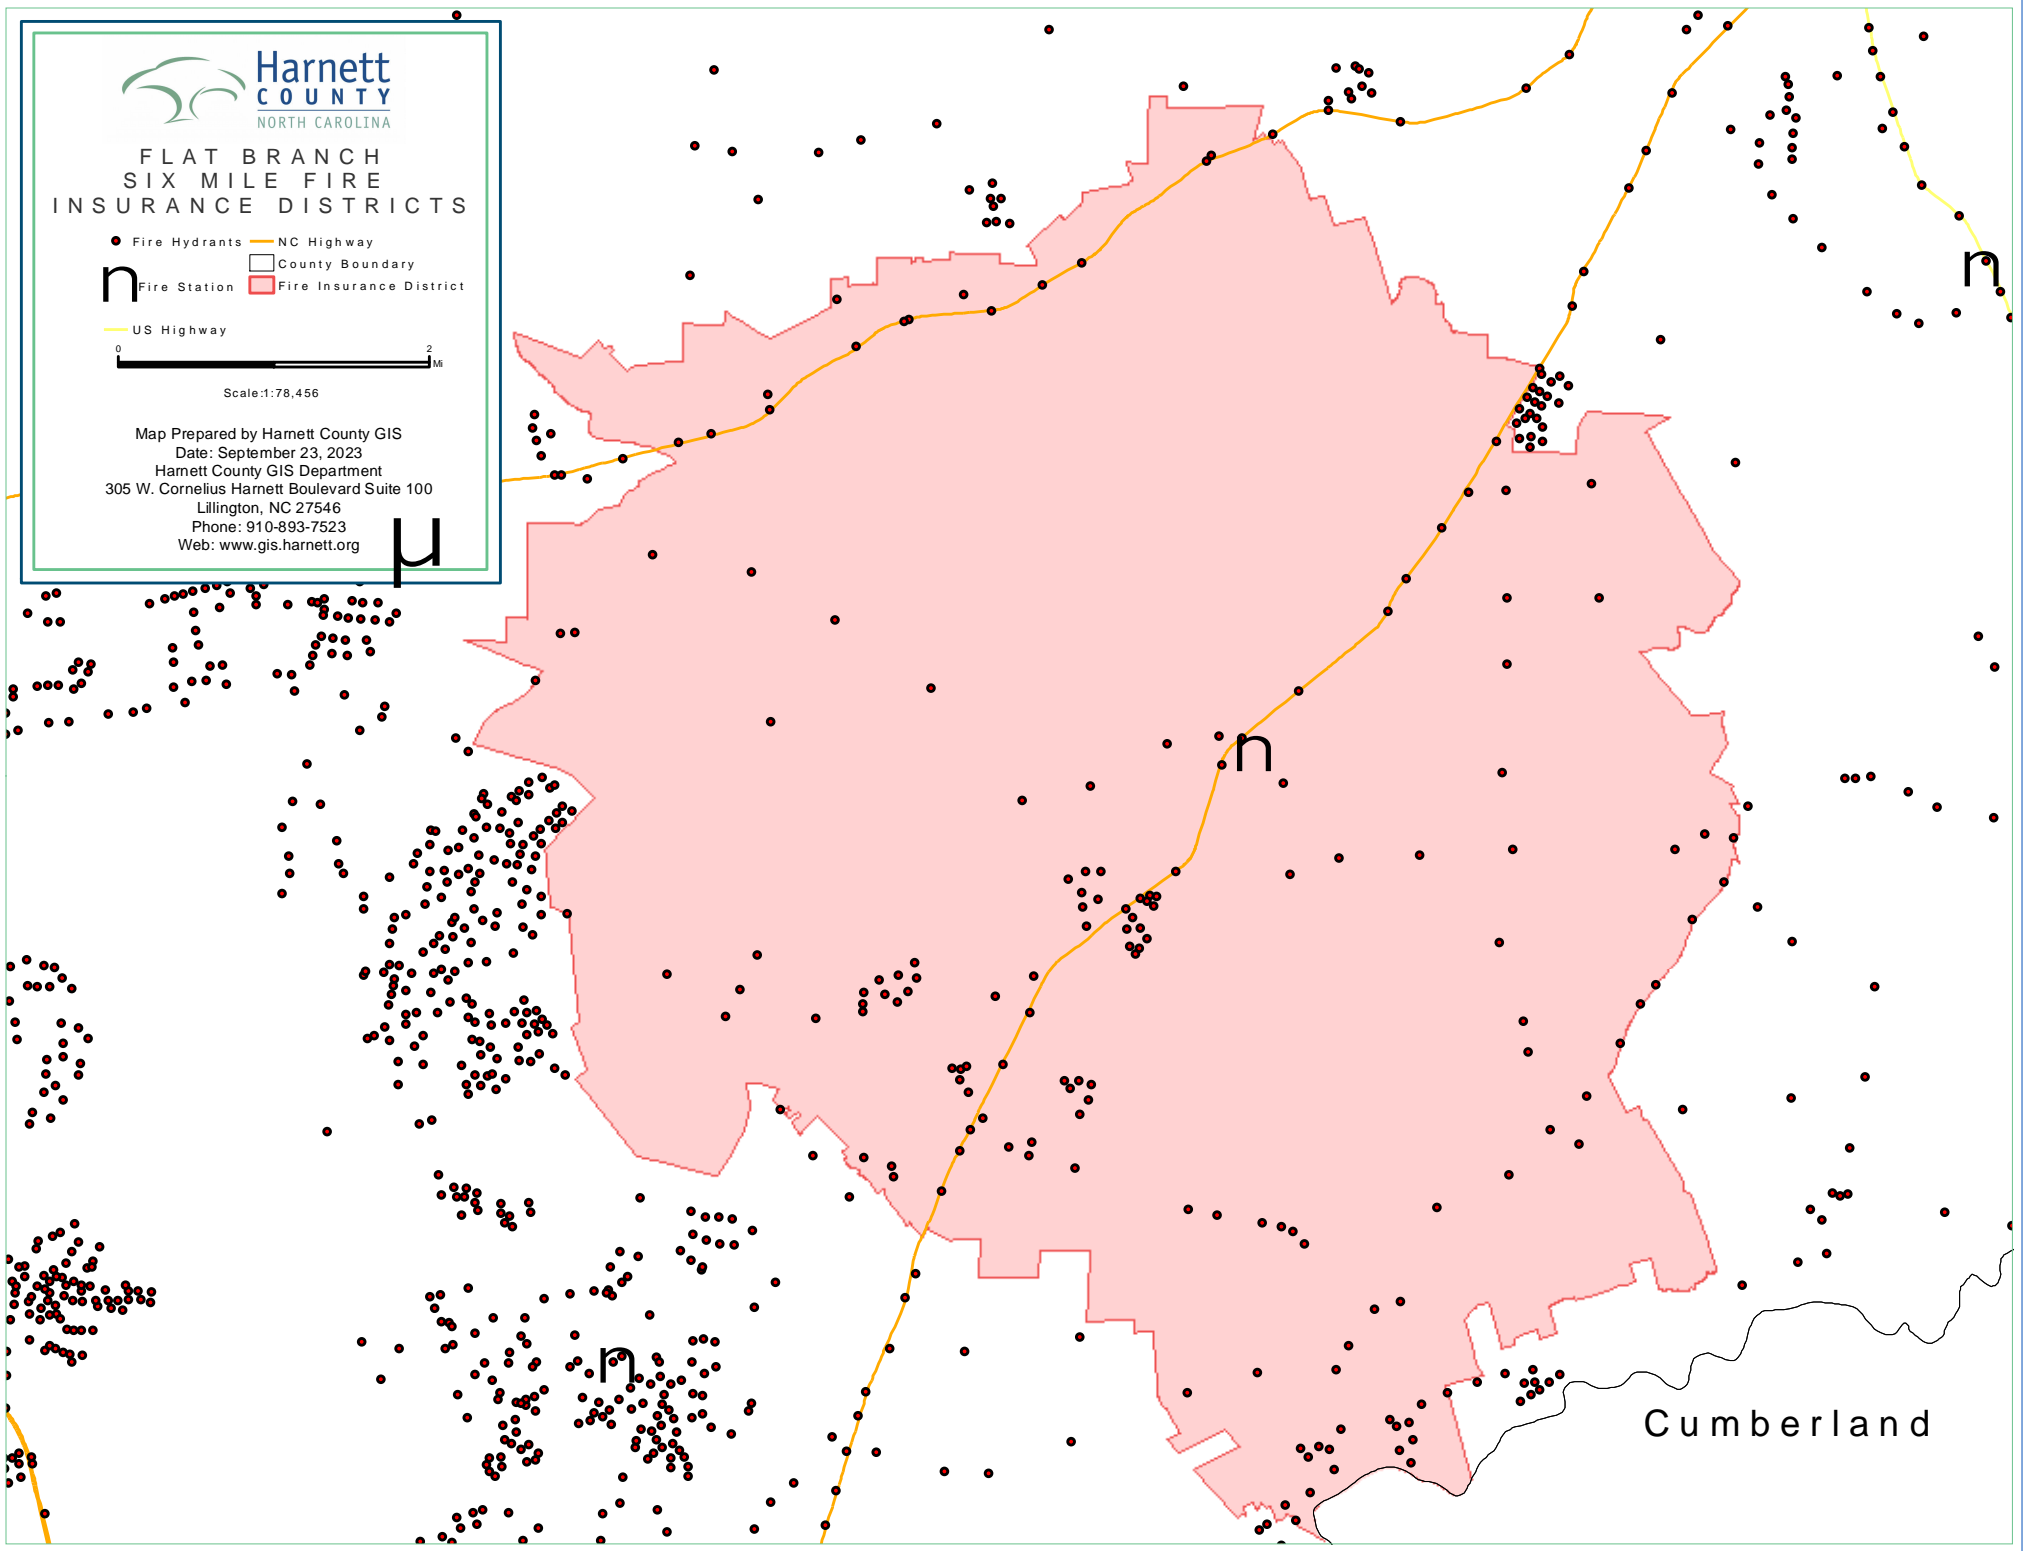 Harnett
COUNTY
NORTH CAROLINA
FLAT BRANCH
SIX MILE FIRE
INSURANCE DISTRICTS
Fire Hydrants
NC Highway
County Boundary
n
Fire Station
Fire Insurance District
US Highway
0 2
Mi
Scale:1:78,456
Map Prepared by Harnett County GIS
Date: September 23, 2023
Harnett County GIS Department
305 W. Cornelius Harnett Boulevard Suite 100
Lillington, NC 27546
Phone: 910-893-7523
Web: www.gis.harnett.org
µ
n
n
n
Cumberland